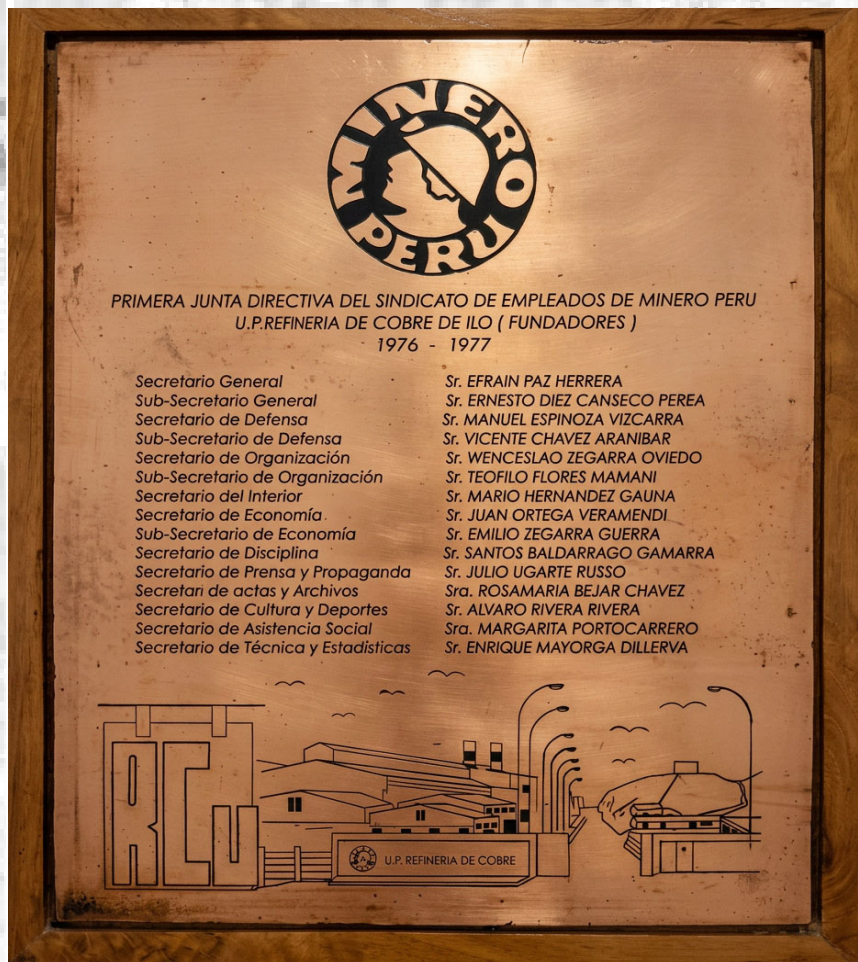 MINERO
PERU
PRIMERA JUNTA DIRECTIVA DEL SINDICATO DE EMPLEADOS DE MINERO PERU
U.P.REFINERIA DE COBRE DE ILO ( FUNDADORES )
1976 - 1977
Secretario General Sr. EFRAIN PAZ HERRERA
Sub-Secretario General Sr. ERNESTO DIEZ CANSECO PEREA
Secretario de Defensa Sr. MANUEL ESPINOZA VIZCARRA
Sub-Secretario de Defensa Sr. VICENTE CHAVEZ ARANIBAR
Secretario de Organización Sr. WENCESLAO ZEGARRA OVIEDO
Sub-Secretario de Organización Sr. TEOFILO FLORES MAMANI
Secretario del Interior Sr. MARIO HERNANDEZ GAUNA
Secretario de Economía Sr. JUAN ORTEGA VERAMENDI
Sub-Secretario de Economía Sr. EMILIO ZEGARRA GUERRA
Secretario de Disciplina Sr. SANTOS BALDARRAGO GAMARRA
Secretario de Prensa y Propaganda Sr. JULIO UGARTE RUSSO
Secretari de actas y Archivos Sra. ROSAMARIA BEJAR CHAVEZ
Secretario de Cultura y Deportes Sr. ALVARO RIVERA RIVERA
Secretario de Asistencia Social Sra. MARGARITA PORTOCARRERO
Secretario de Técnica y Estadisticas Sr. ENRIQUE MAYORGA DILLERVA
RCu
U.P. REFINERIA DE COBRE